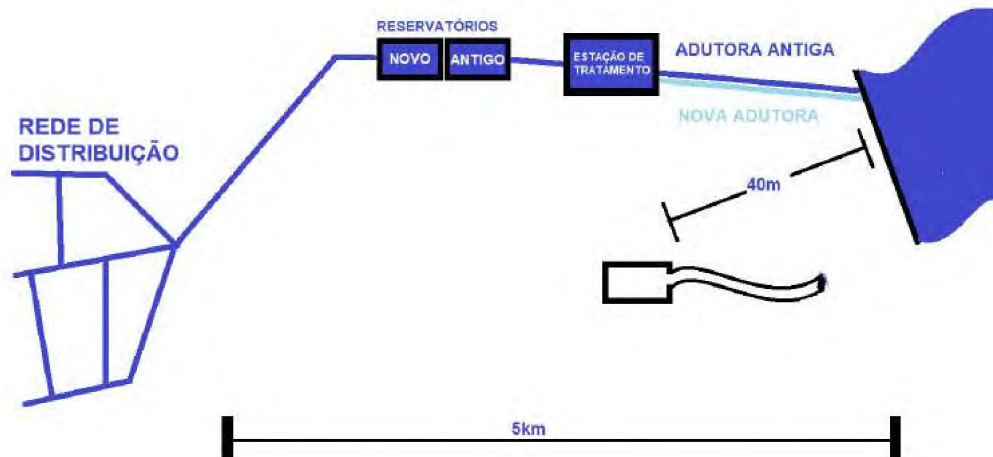 RESERVATÓRIOS
NOVO
ANTIGO
ESTAÇÃO DE
TRATAMENTO
ADUTORA ANTIGA
NOVA ADUTORA
REDE DE
DISTRIBUIÇÃO
40m
5km